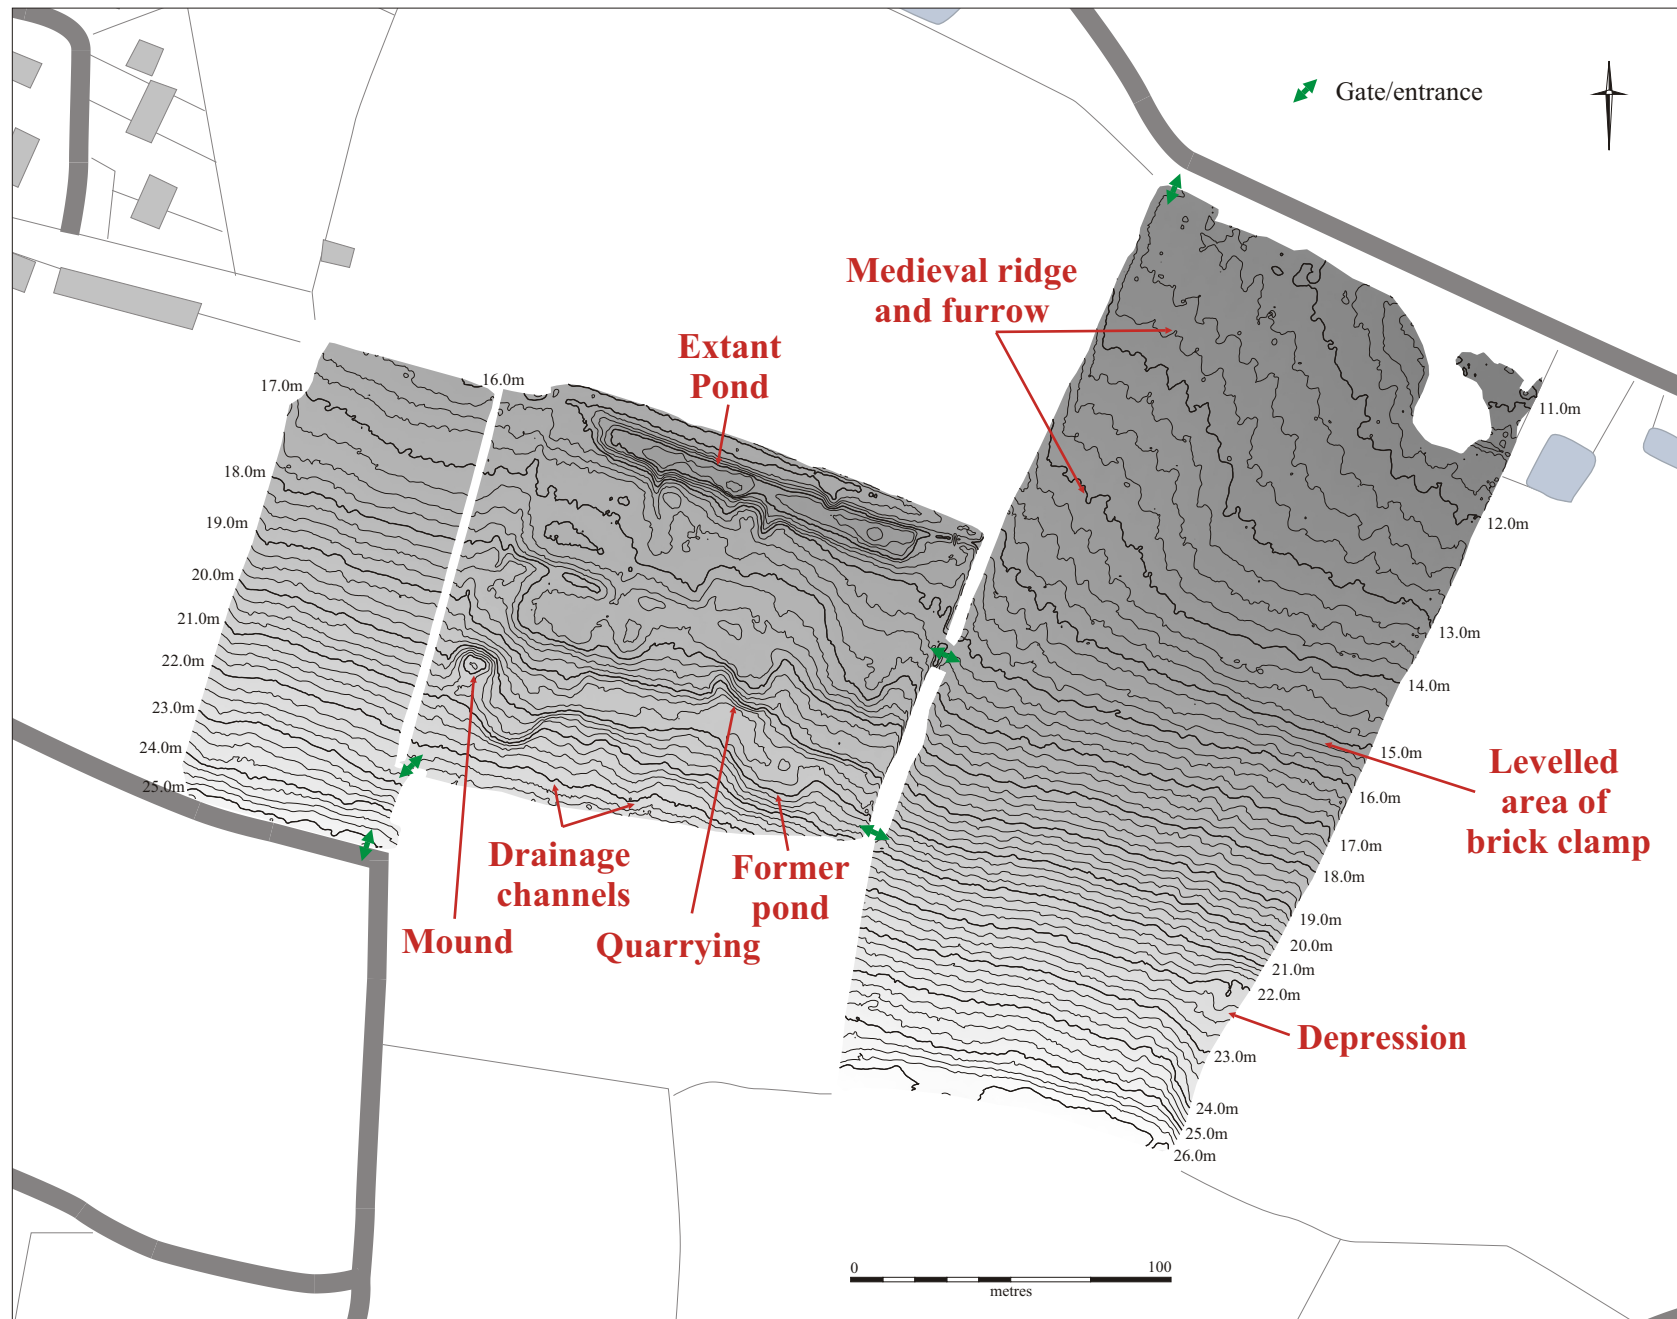 Gate/entrance
Medieval ridge
and furrow
Extant
Pond
16.0m
17.0m
18.0m
19.0m
20.0m
21.0m
22.0m
23.0m
24.0m
25.0m
11.0m
12.0m
13.0m
14.0m
15.0m
16.0m
17.0m
18.0m
19.0m
20.0m
21.0m
22.0m
23.0m
24.0m
25.0m
26.0m
Levelled
area of
brick clamp
Depression
Mound
Drainage
channels
Quarrying
Former
pond
0 100
metres